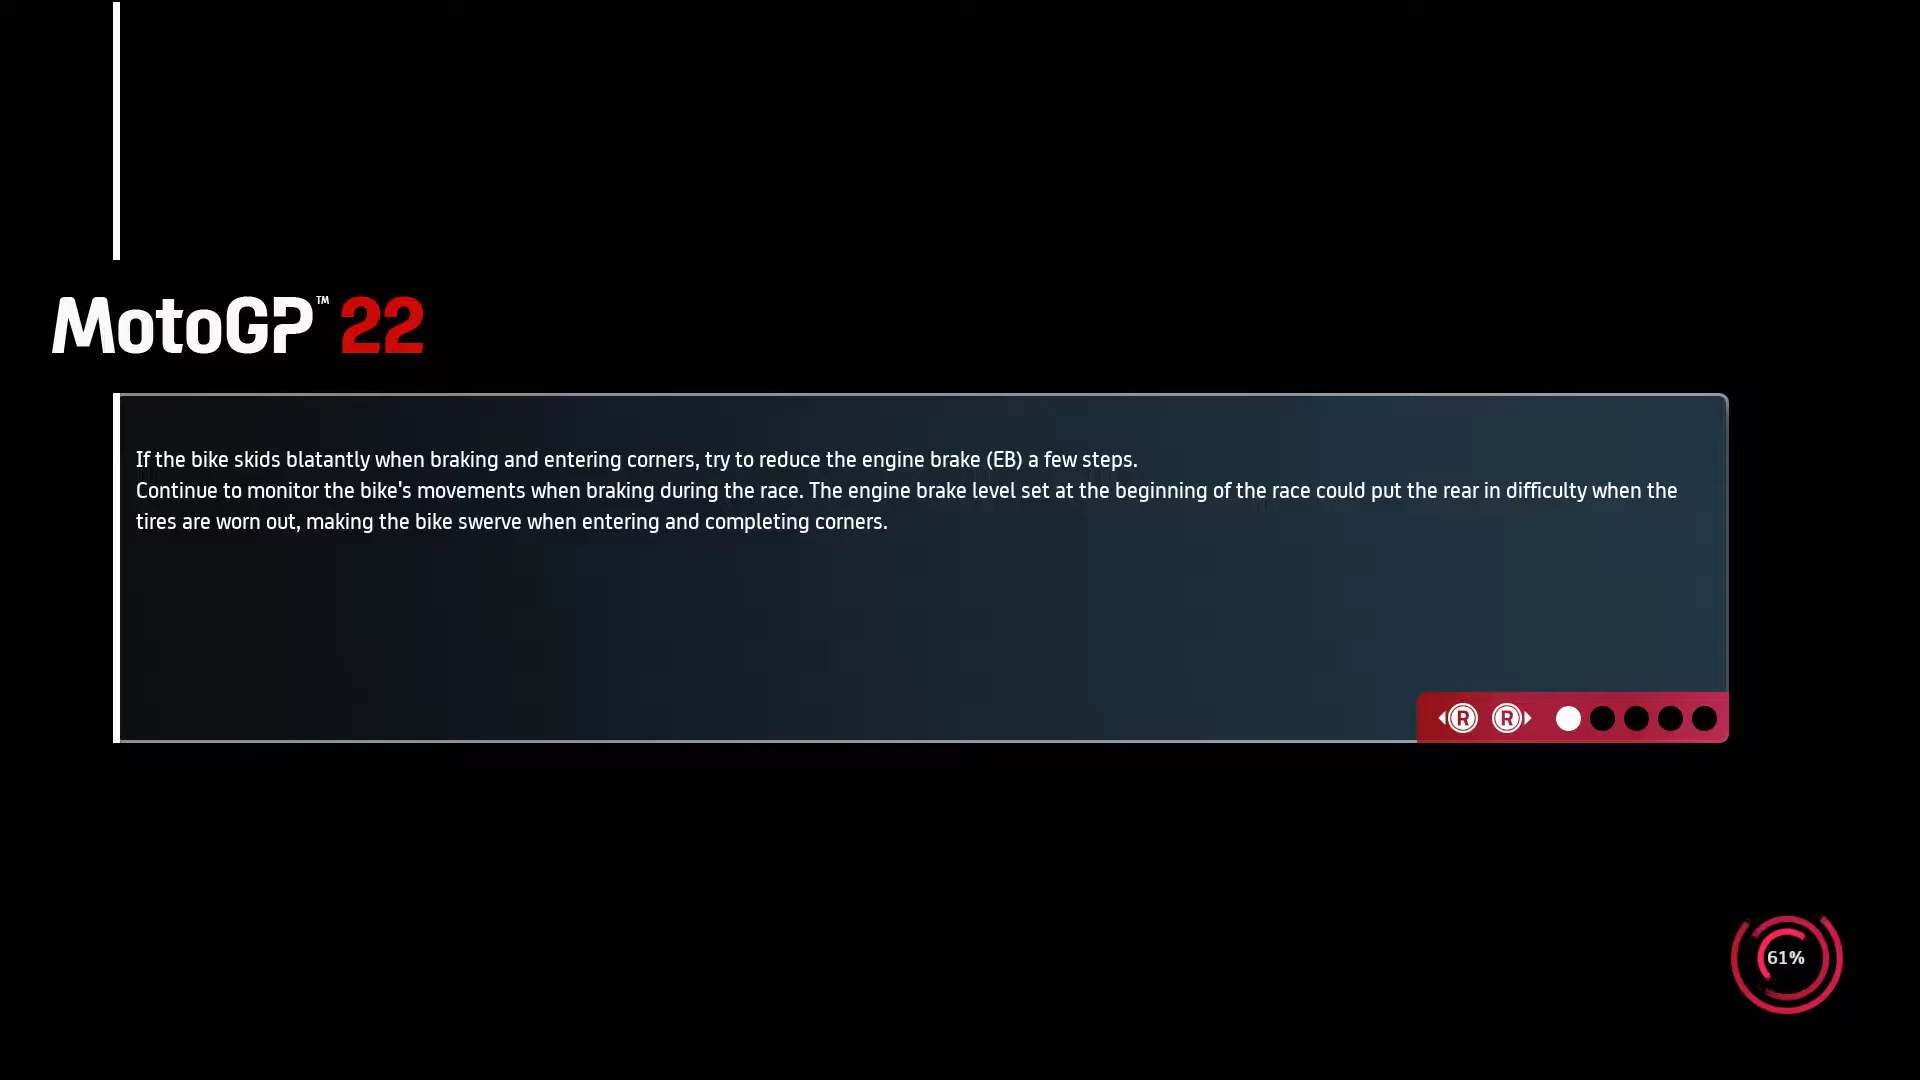 MotoGP™22
If the bike skids blatantly when braking and entering corners, try to reduce the engine brake (EB) a few steps.
Continue to monitor the bike's movements when braking during the race. The engine brake level set at the beginning of the race could put the rear in difficulty when the
tires are worn out, making the bike swerve when entering and completing corners.
R R
61%